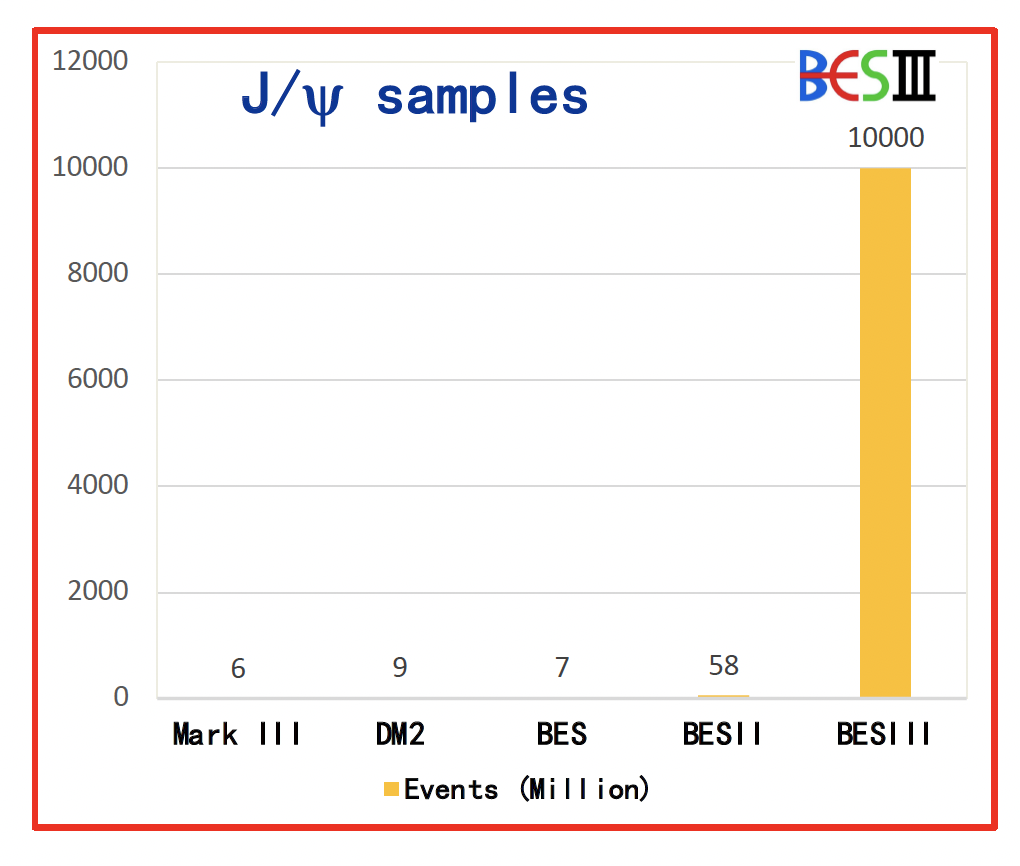 12000
J/ψ samples
BESIII
10000
10000
8000
6000
4000
2000
6
9
7
58
0
Mark III
DM2
BES
BESII
BESIII
Events (Million)